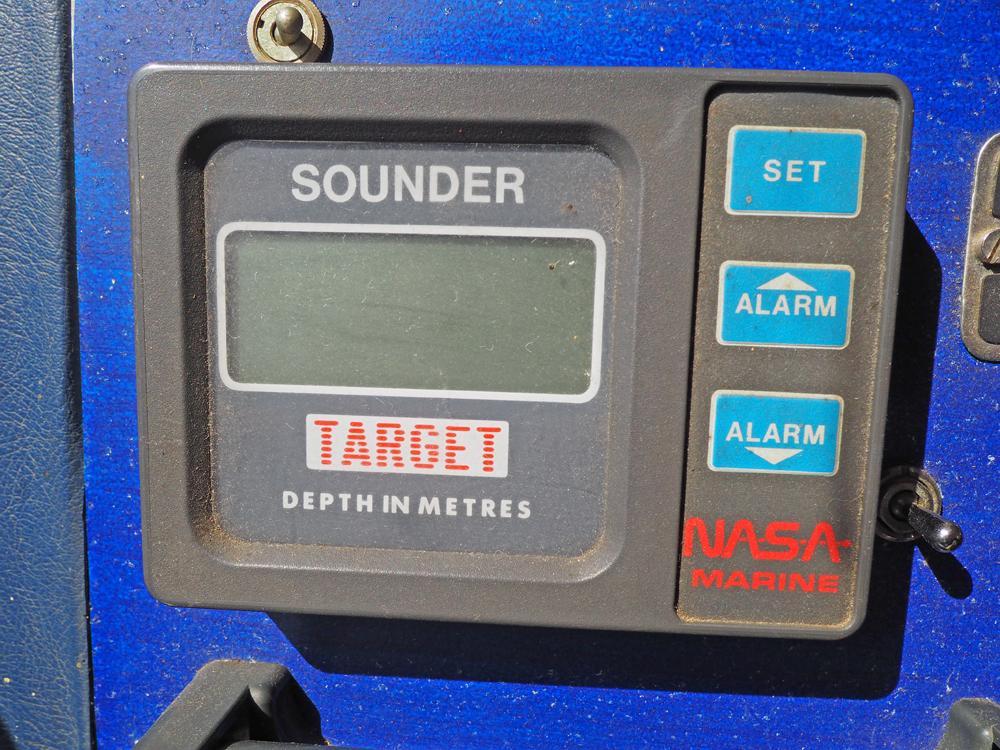 SOUNDER
TARGET
DEPTH IN METRES
SET
ALARM
ALARM
NASA
MARINE